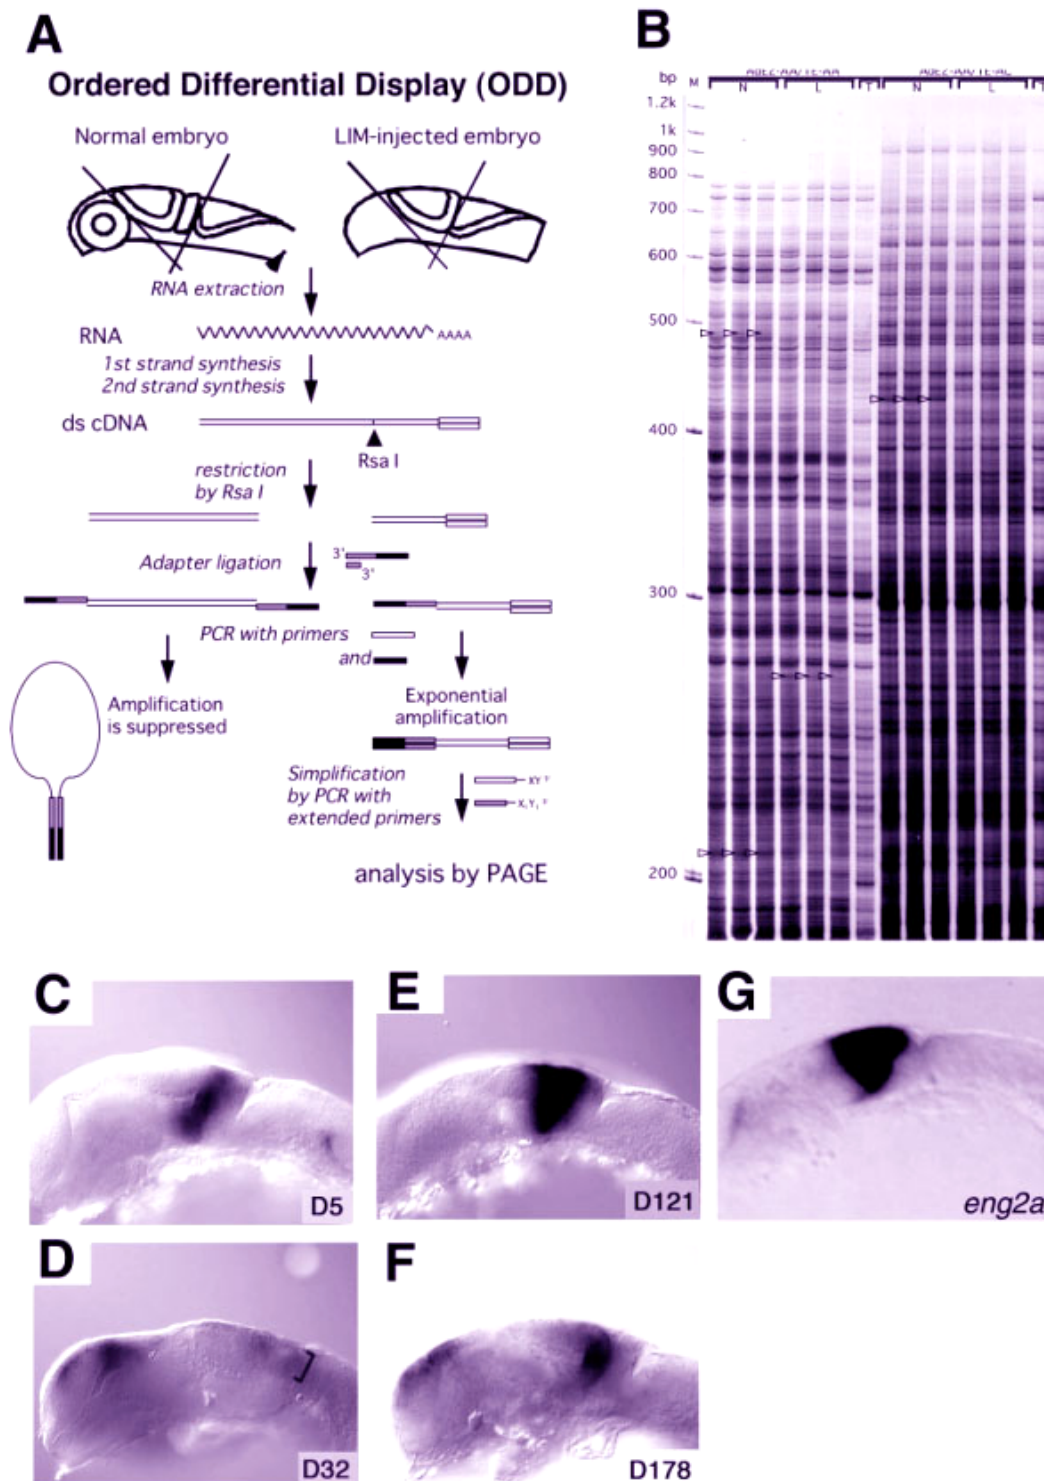 A
Ordered Differential Display (ODD)
Normal embryo
LIM-injected embryo
RNA extraction
RNA
AAAA
1st strand synthesis
2nd strand synthesis
ds cDNA
Rsa I
restriction
by Rsa I
Adapter ligation
3'
3'
PCR with primers
and
Amplification
is suppressed
Exponential
amplification
Simplification
by PCR with
extended primers
XY
X₁Y₁
analysis by PAGE
B
bp
M
N
L
T
N
L
1.2k
1k
900
800
700
600
500
400
300
200
C
D5
E
D121
G
eng2a
D
D32
F
D178